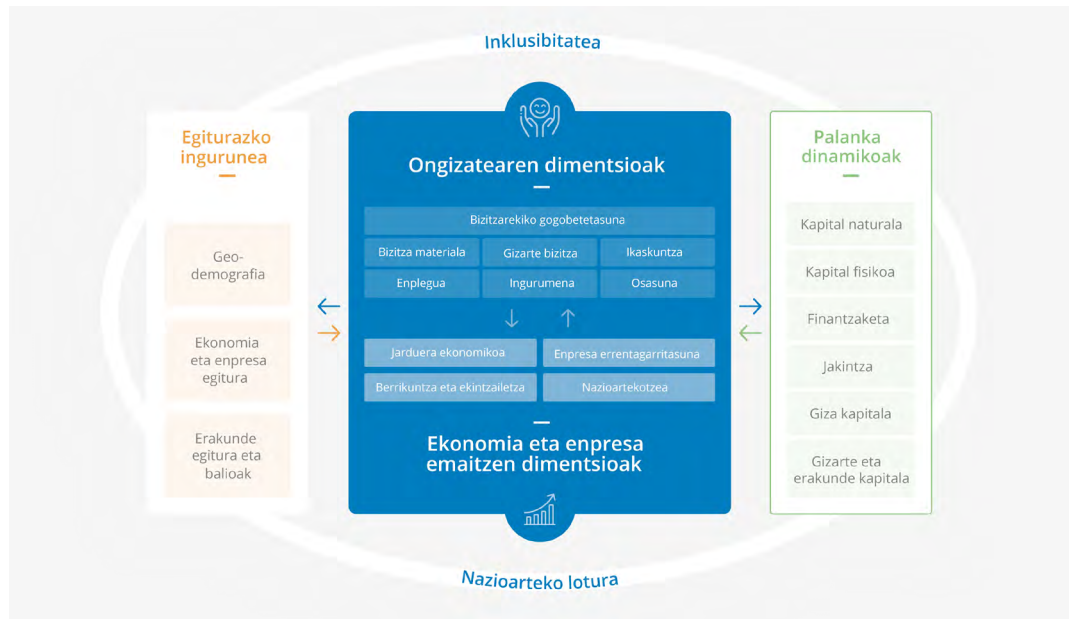 Inklusibitatea
Egiturazko
ingurunea
Geo-
demografia
Ekonomia
eta enpresa
egitura
Erakunde
egitura eta
balioak
Ongizatearen dimentsioak
Bizitzarekiko gogobetetasuna
Bizitza materiala
Gizarte bizitza
Ikaskuntza
Enplegua
Ingurumena
Osasuna
Jarduera ekonomikoa
Enpresa errentagarritasuna
Berrikuntza eta ekintzailetza
Nazioartekotzea
Ekonomia eta enpresa
emaitzen dimentsioak
Palanka
dinamikoak
Kapital naturala
Kapital fisikoa
Finantzaketa
Jakintza
Giza kapitala
Gizarte eta
erakunde kapitala
Nazioarteko lotura